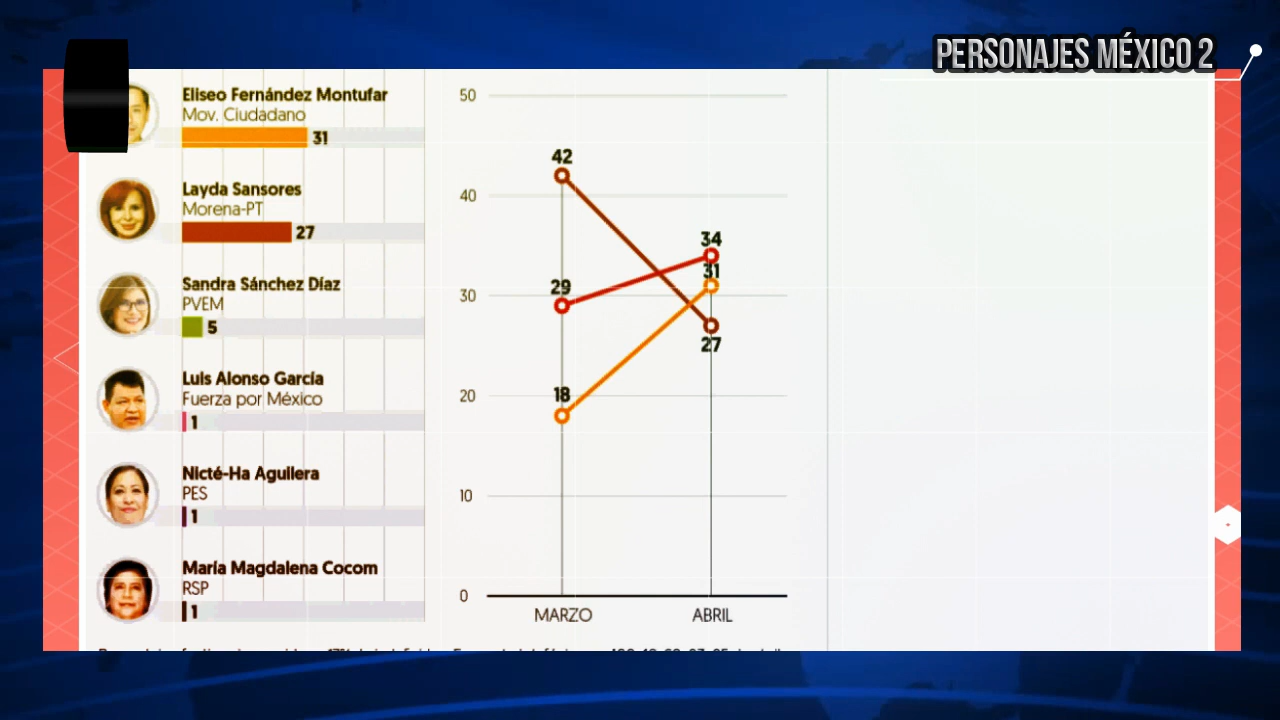 PERSONAJES MÉXICO 2
Eliseo Fernández Montufar
Mov. Ciudadano
31
Layda Sansores
Morena-PT
27
Sandra Sánchez Díaz
PVEM
5
Luis Alonso García
Fuerza por México
1
Nicté-Ha Aguilera
PES
1
María Magdalena Cocom
RSP
1
50
40
30
20
10
0
42
29
18
34
31
27
MARZO
ABRIL